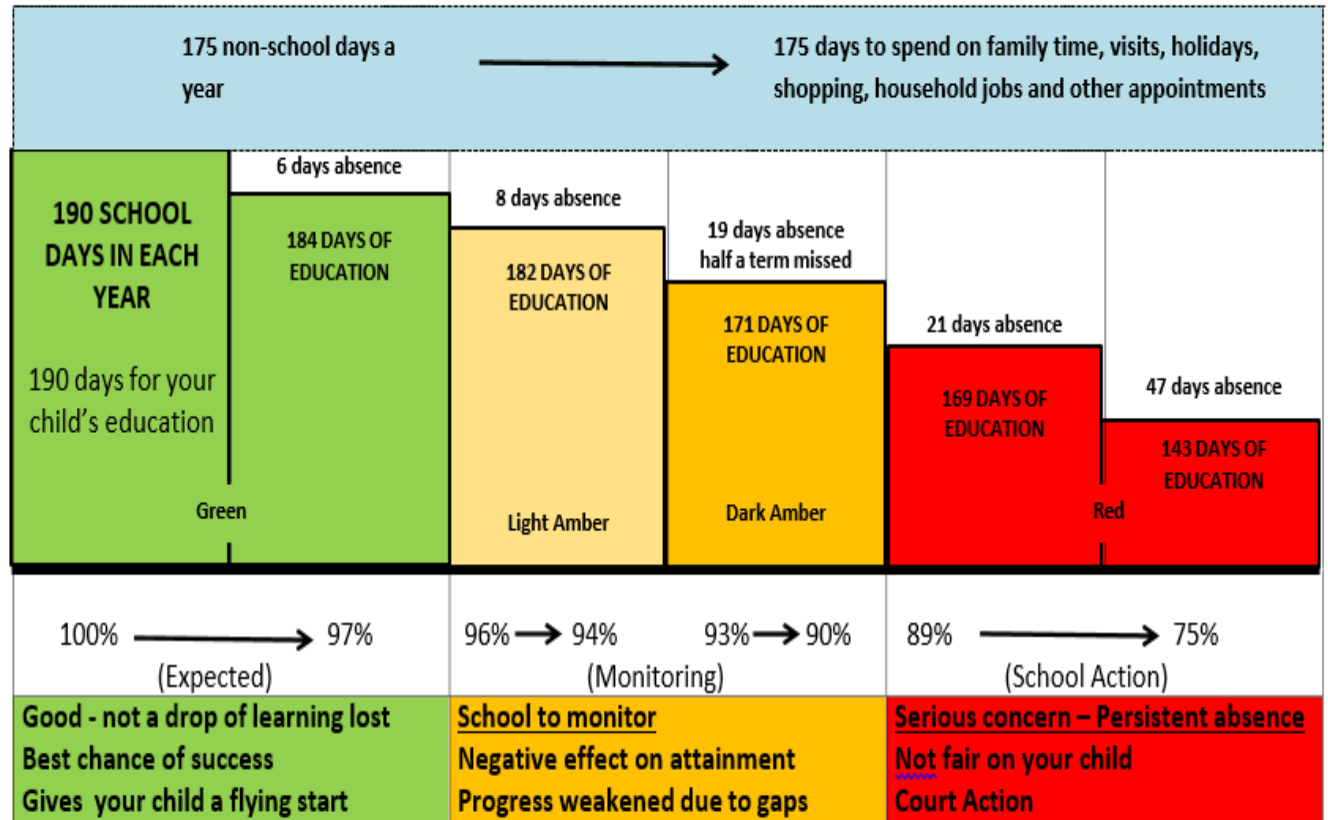 175 non-school days a
year
175 days to spend on family time, visits, holidays,
shopping, household jobs and other appointments
190 SCHOOL
DAYS IN EACH
YEAR
190 days for your
child’s education
6 days absence
184 DAYS OF
EDUCATION
Green
8 days absence
182 DAYS OF
EDUCATION
Light Amber
19 days absence
half a term missed
171 DAYS OF
EDUCATION
Dark Amber
21 days absence
169 DAYS OF
EDUCATION
47 days absence
143 DAYS OF
EDUCATION
Red
100% 97%
(Expected)
96% 94% 93% 90%
(Monitoring)
89% 75%
(School Action)
Good - not a drop of learning lost
Best chance of success
Gives your child a flying start
School to monitor
Negative effect on attainment
Progress weakened due to gaps
Serious concern – Persistent absence
Not fair on your child
Court Action